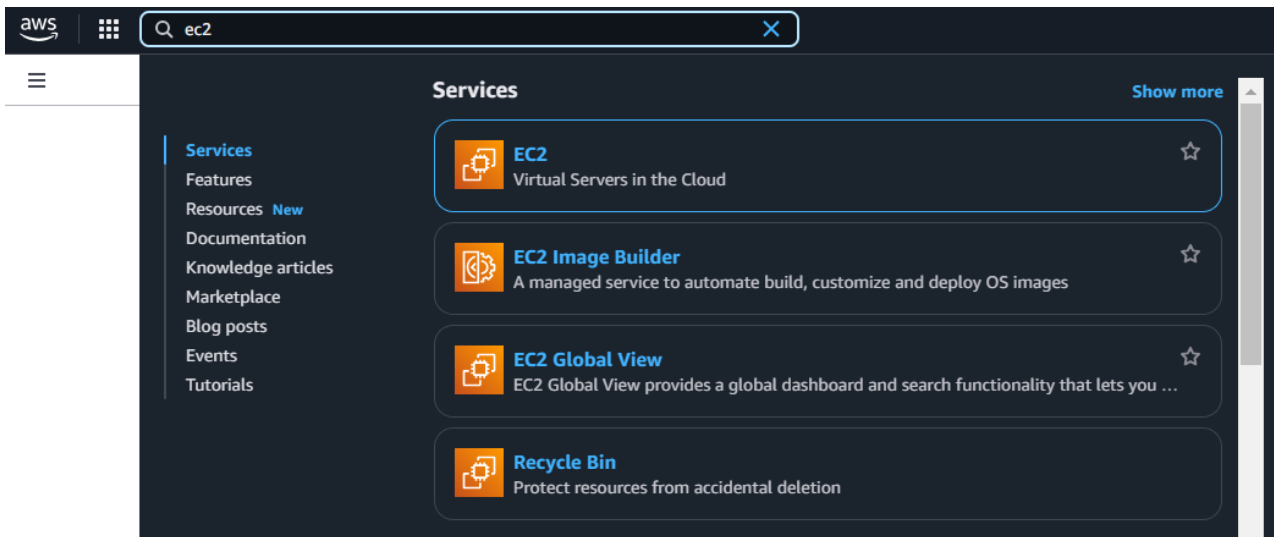 aws
ec2
Services
Show more
Services
Features
Resources New
Documentation
Knowledge articles
Marketplace
Blog posts
Events
Tutorials
EC2
Virtual Servers in the Cloud
EC2 Image Builder
A managed service to automate build, customize and deploy OS images
EC2 Global View
EC2 Global View provides a global dashboard and search functionality that lets you ...
Recycle Bin
Protect resources from accidental deletion